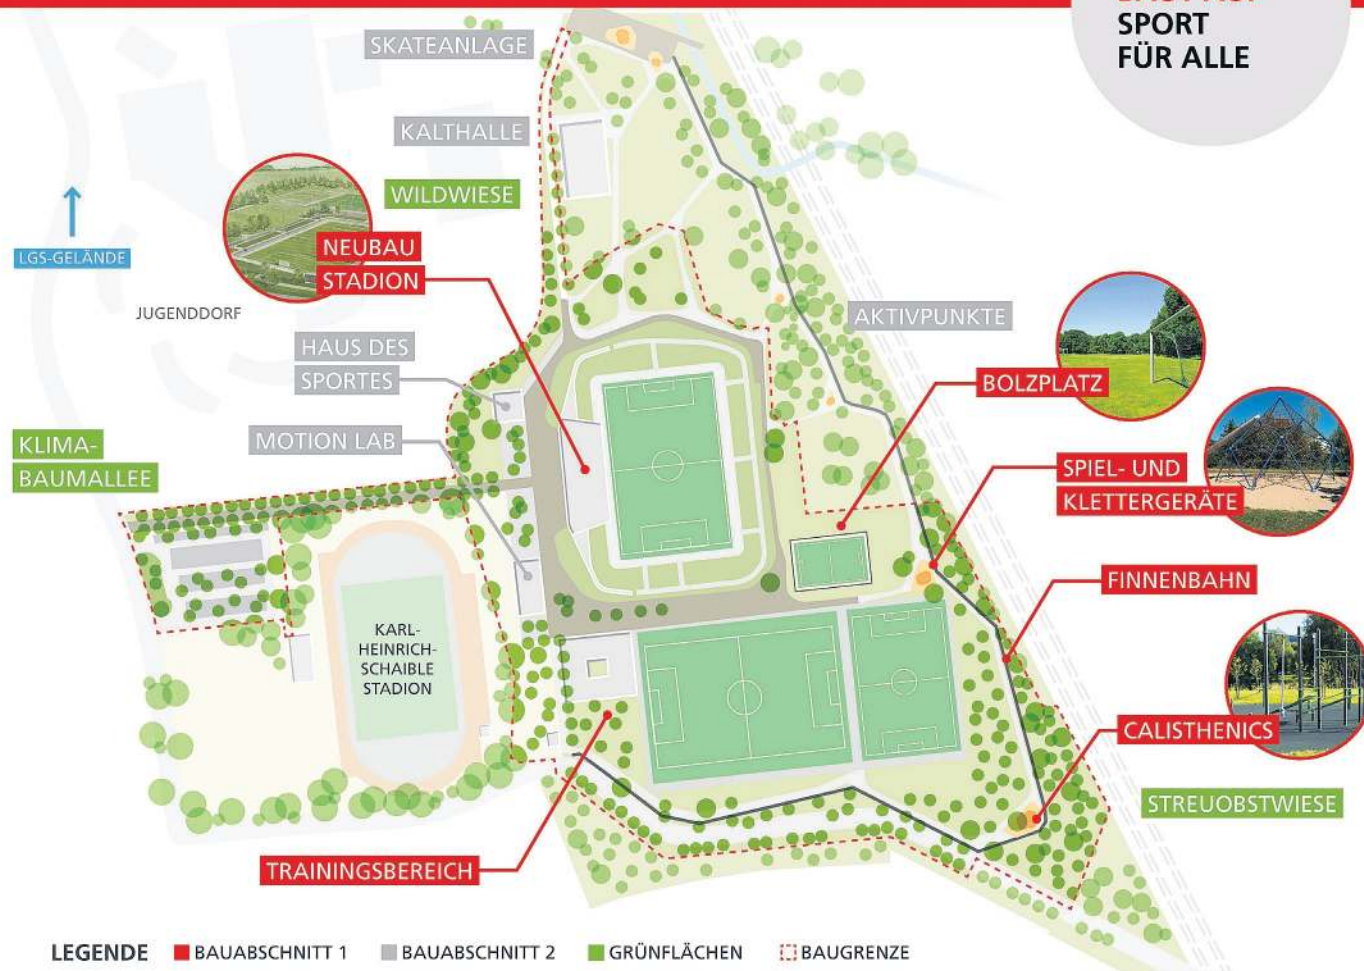 SPORT
FÜR ALLE
SKATEANLAGE
KALTHALLE
WILDWIESE
NEUBAU
STADION
LGS-GELÄNDE
JUGENDDORF
HAUS DES
SPORTES
AKTIVPUNKTE
BOLZPLATZ
MOTION LAB
KLIMA-
BAUMALLEE
SPIEL- UND
KLETTERGERÄTE
FINNENBAHN
KARL-
HEINRICH-
SCHAIBLE
STADION
CALISTHENICS
STREUOBSTWIESE
TRAININGSBEREICH
LEGENDE
BAUABSCHNITT 1
BAUABSCHNITT 2
GRÜNFLÄCHEN
BAUGRENZE